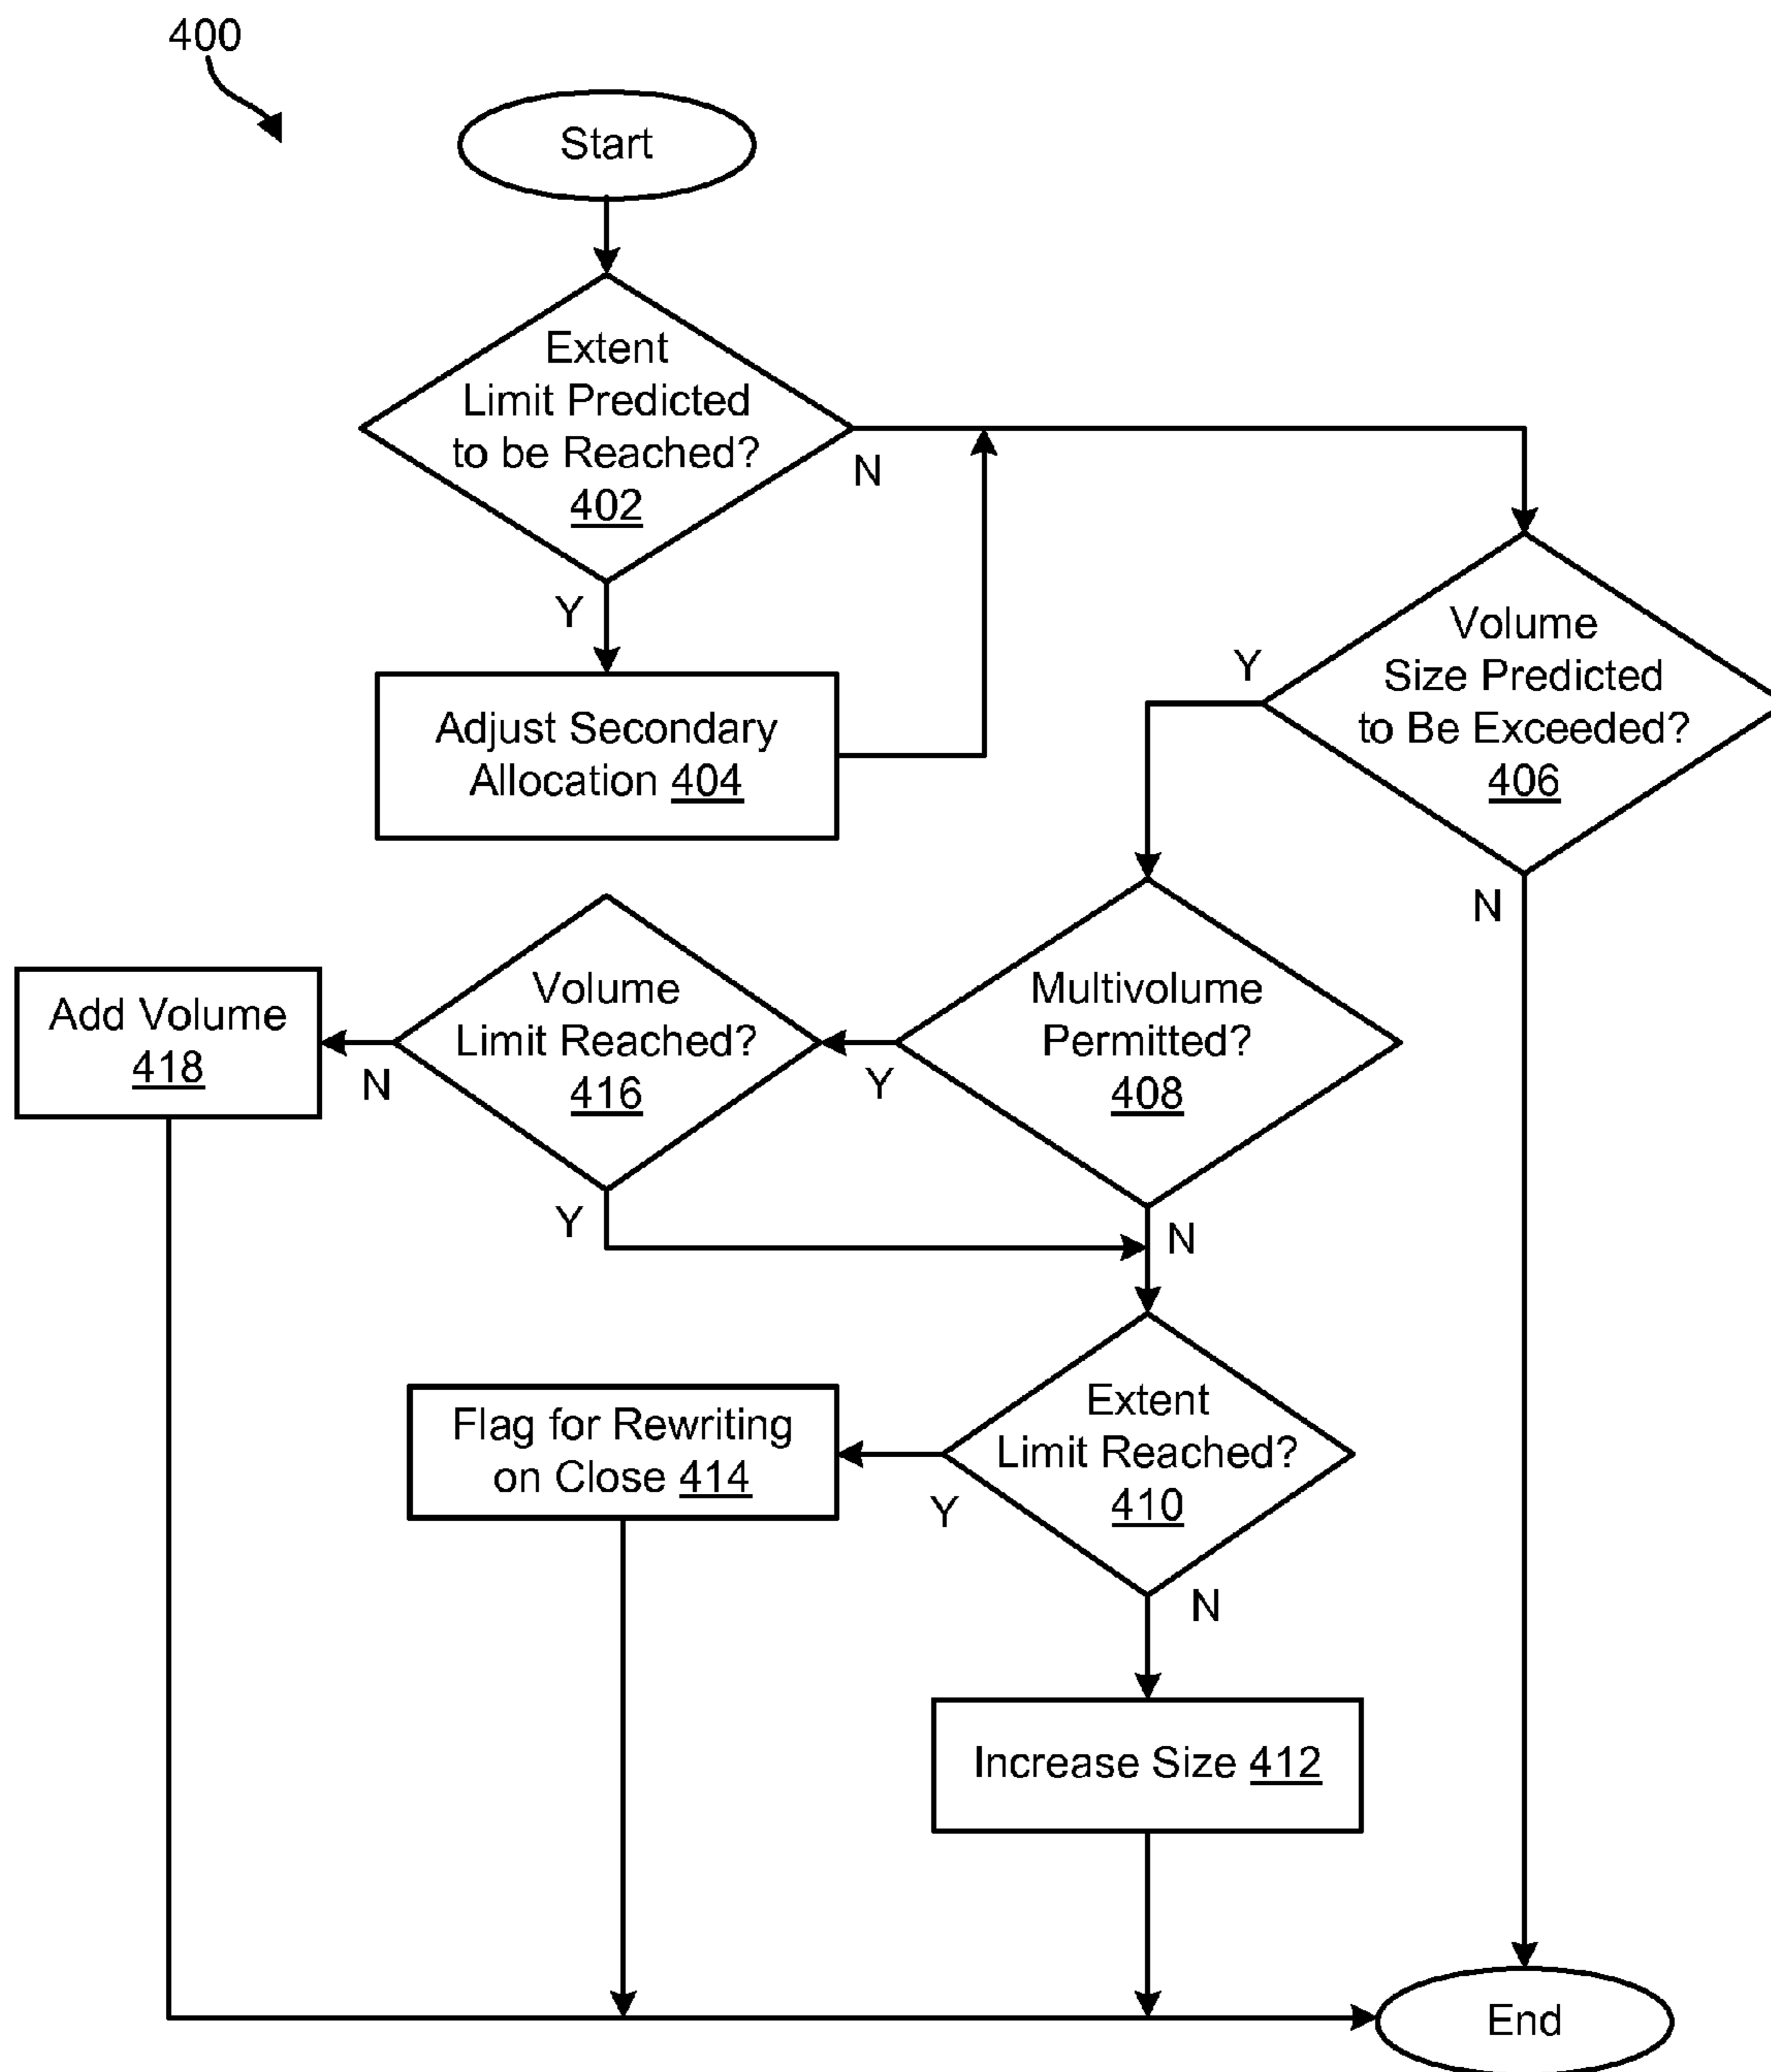 400
Start
Extent
Limit Predicted
to be Reached?
402
N
Y
Adjust Secondary
Allocation 404
Volume
Size Predicted
to Be Exceeded?
406
Y
N
Multivolume
Permitted?
408
Y
N
Volume
Limit Reached?
416
N
Y
Add Volume
418
Extent
Limit Reached?
410
Y
N
Flag for Rewriting
on Close 414
Increase Size 412
End